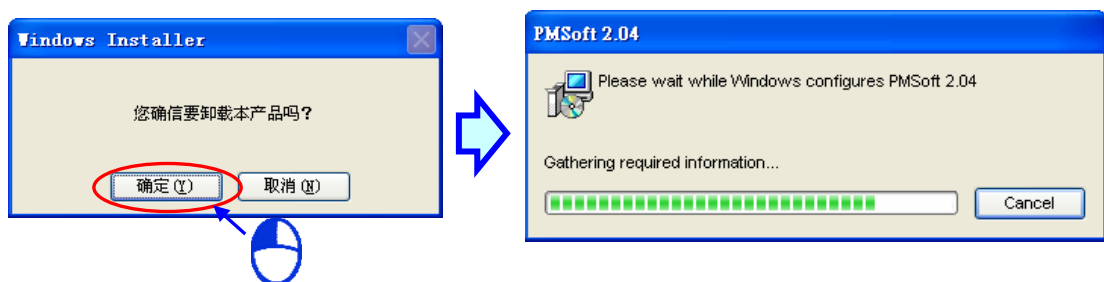 Windows Installer
您确信要卸载本产品吗?
确定(Y)
取消(N)
PMSoft 2.04
Please wait while Windows configures PMSoft 2.04
Gathering required information...
Cancel